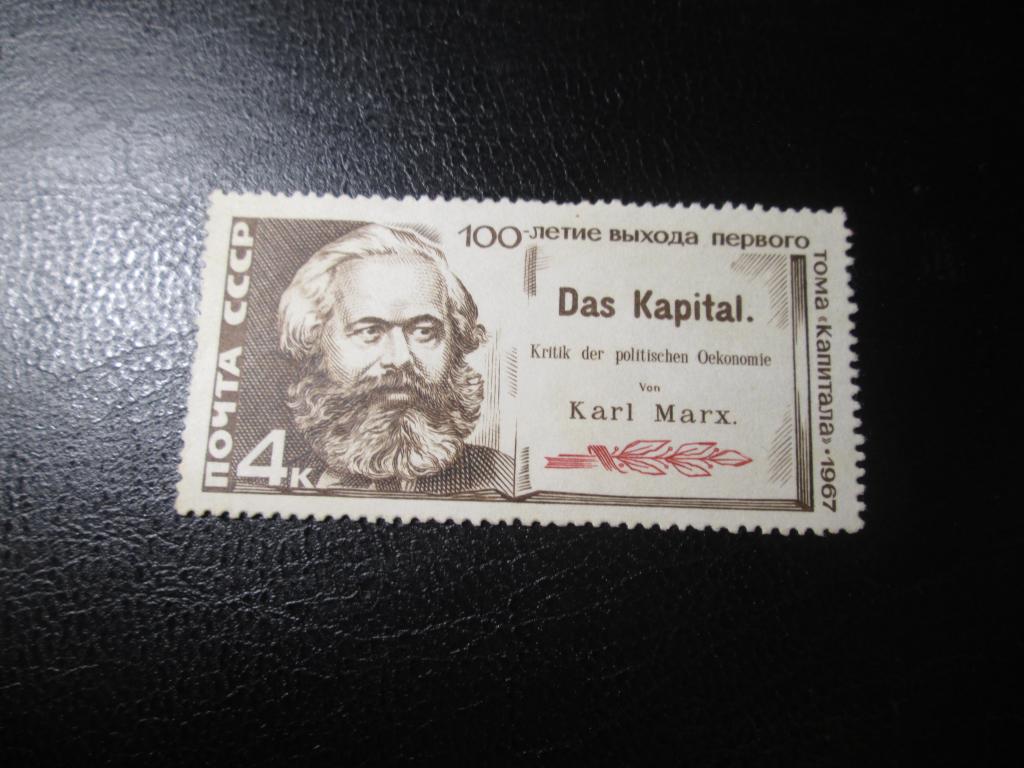 ПОЧТА СССР
4к
100-летие выхода первого
тома «Капитала»·1967
Das Kapital.
Kritik der politischen Oekonomie
Von
Karl Marx.